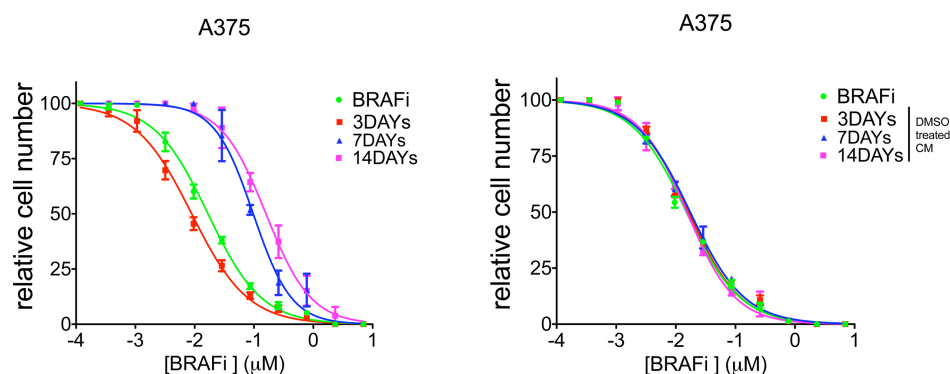 A375
relative cell number
100
75
50
25
0
-4 -3 -2 -1 0 1
[BRAFi ] (μM)
BRAFi
3DAYs
7DAYs
14DAYs
A375
relative cell number
100
75
50
25
0
-4 -3 -2 -1 0 1
[BRAFi ] (μM)
BRAFi
3DAYs
7DAYs
14DAYs
DMSO
treated
CM